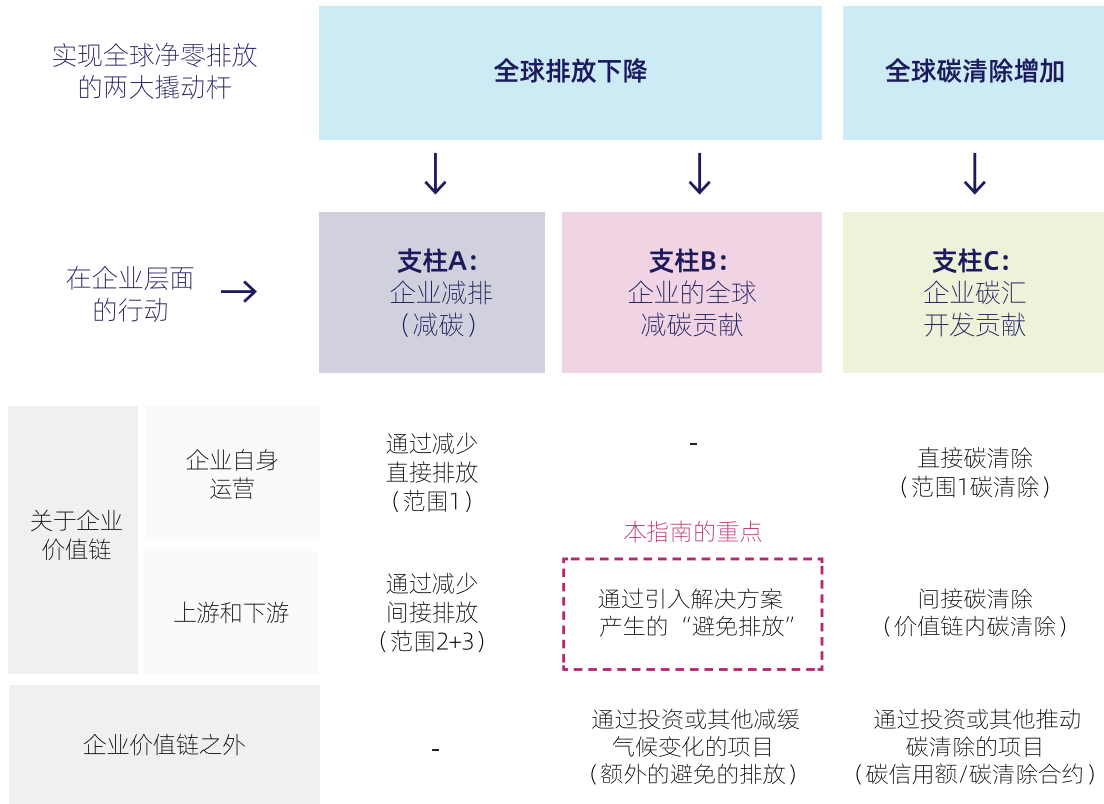 实现全球净零排放
的两大撬动杆
全球排放下降
全球碳清除增加
在企业层面
的行动
支柱A：
企业减排
（减碳）
支柱B：
企业的全球
减碳贡献
支柱C：
企业碳汇
开发贡献
关于企业
价值链
企业自身
运营
通过减少
直接排放
（范围1）
-
直接碳清除
（范围1碳清除）
本指南的重点
上游和下游
通过减少
间接排放
（范围2+3）
通过引入解决方案
产生的“避免排放”
间接碳清除
（价值链内碳清除）
企业价值链之外
-
通过投资或其他减缓
气候变化的项目
（额外的避免的排放）
通过投资或其他推动
碳清除的项目
（碳信用额/碳清除合约）